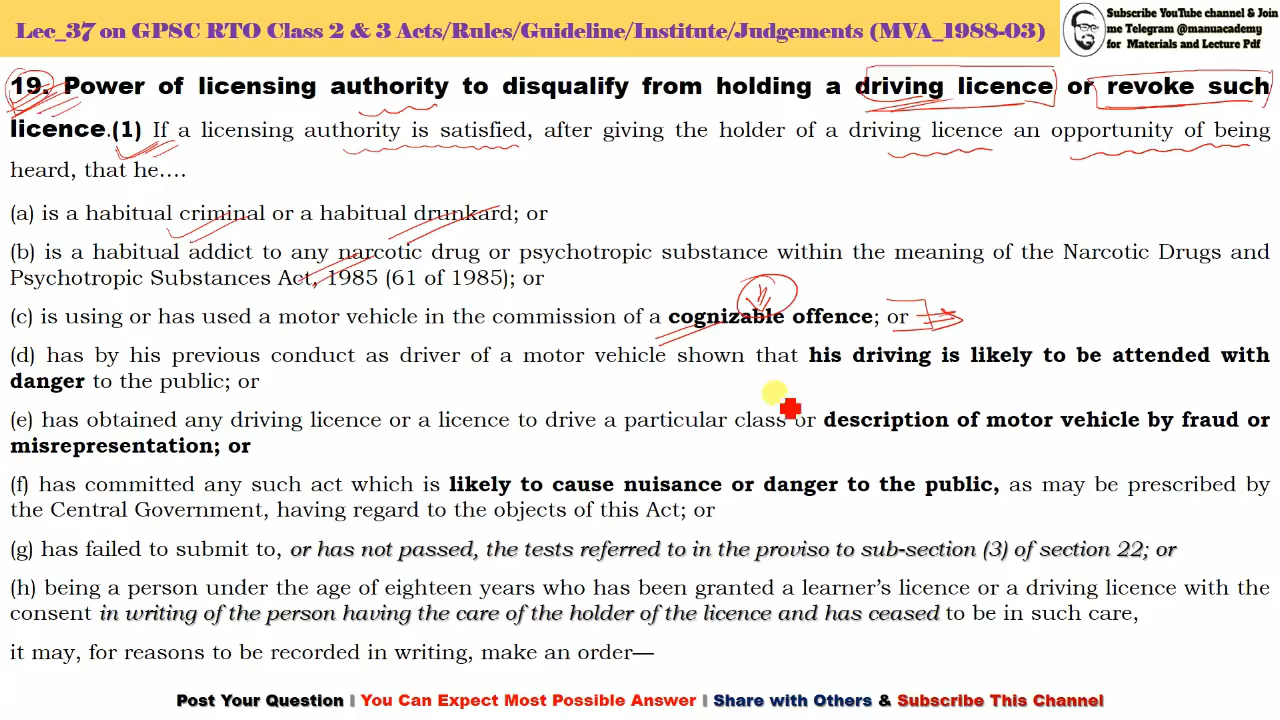 Lec_37 on GPSC RTO Class 2 & 3 Acts/Rules/Guideline/Institute/Judgements (MVA_1988-03)
Subscribe YouTube channel & Join
me Telegram @manuacademy
for Materials and Lecture Pdf
19. Power of licensing authority to disqualify from holding a driving licence or revoke such
licence.(1) If a licensing authority is satisfied, after giving the holder of a driving licence an opportunity of being
heard, that he....
(a) is a habitual criminal or a habitual drunkard; or
(b) is a habitual addict to any narcotic drug or psychotropic substance within the meaning of the Narcotic Drugs and
Psychotropic Substances Act, 1985 (61 of 1985); or
(c) is using or has used a motor vehicle in the commission of a cognizable offence; or
(d) has by his previous conduct as driver of a motor vehicle shown that his driving is likely to be attended with
danger to the public; or
(e) has obtained any driving licence or a licence to drive a particular class or description of motor vehicle by fraud or
misrepresentation; or
(f) has committed any such act which is likely to cause nuisance or danger to the public, as may be prescribed by
the Central Government, having regard to the objects of this Act; or
(g) has failed to submit to, or has not passed, the tests referred to in the proviso to sub-section (3) of section 22; or
(h) being a person under the age of eighteen years who has been granted a learner's licence or a driving licence with the
consent in writing of the person having the care of the holder of the licence and has ceased to be in such care,
it may, for reasons to be recorded in writing, make an order—
Post Your Question | You Can Expect Most Possible Answer | Share with Others & Subscribe This Channel